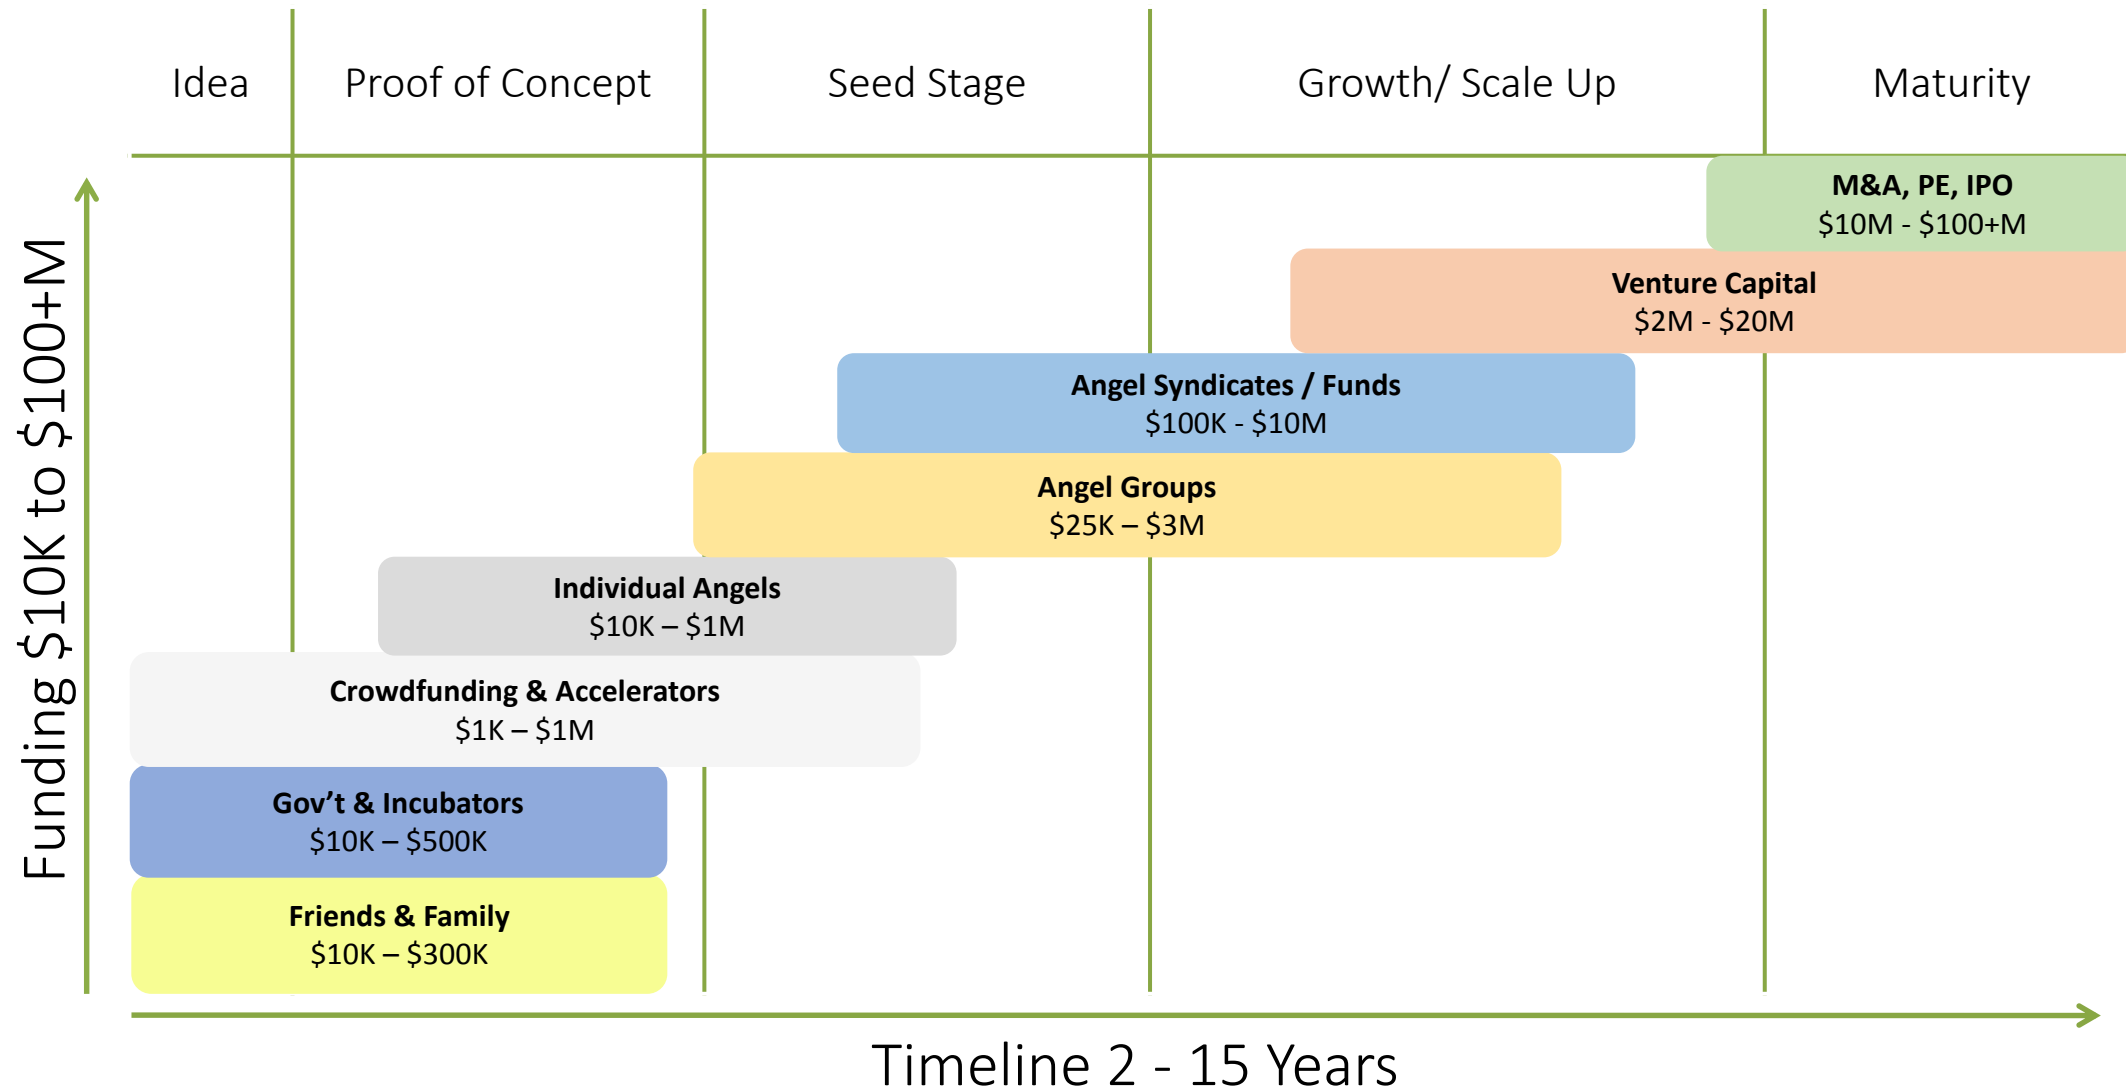 Idea
Proof of Concept
Seed Stage
Growth/ Scale Up
Maturity
M&A, PE, IPO
$10M - $100+M
Venture Capital
$2M - $20M
Angel Syndicates / Funds
$100K - $10M
Angel Groups
$25K – $3M
Individual Angels
$10K – $1M
Crowdfunding & Accelerators
$1K – $1M
Gov’t & Incubators
$10K – $500K
Friends & Family
$10K – $300K
Funding $10K to $100+M
Timeline 2 - 15 Years